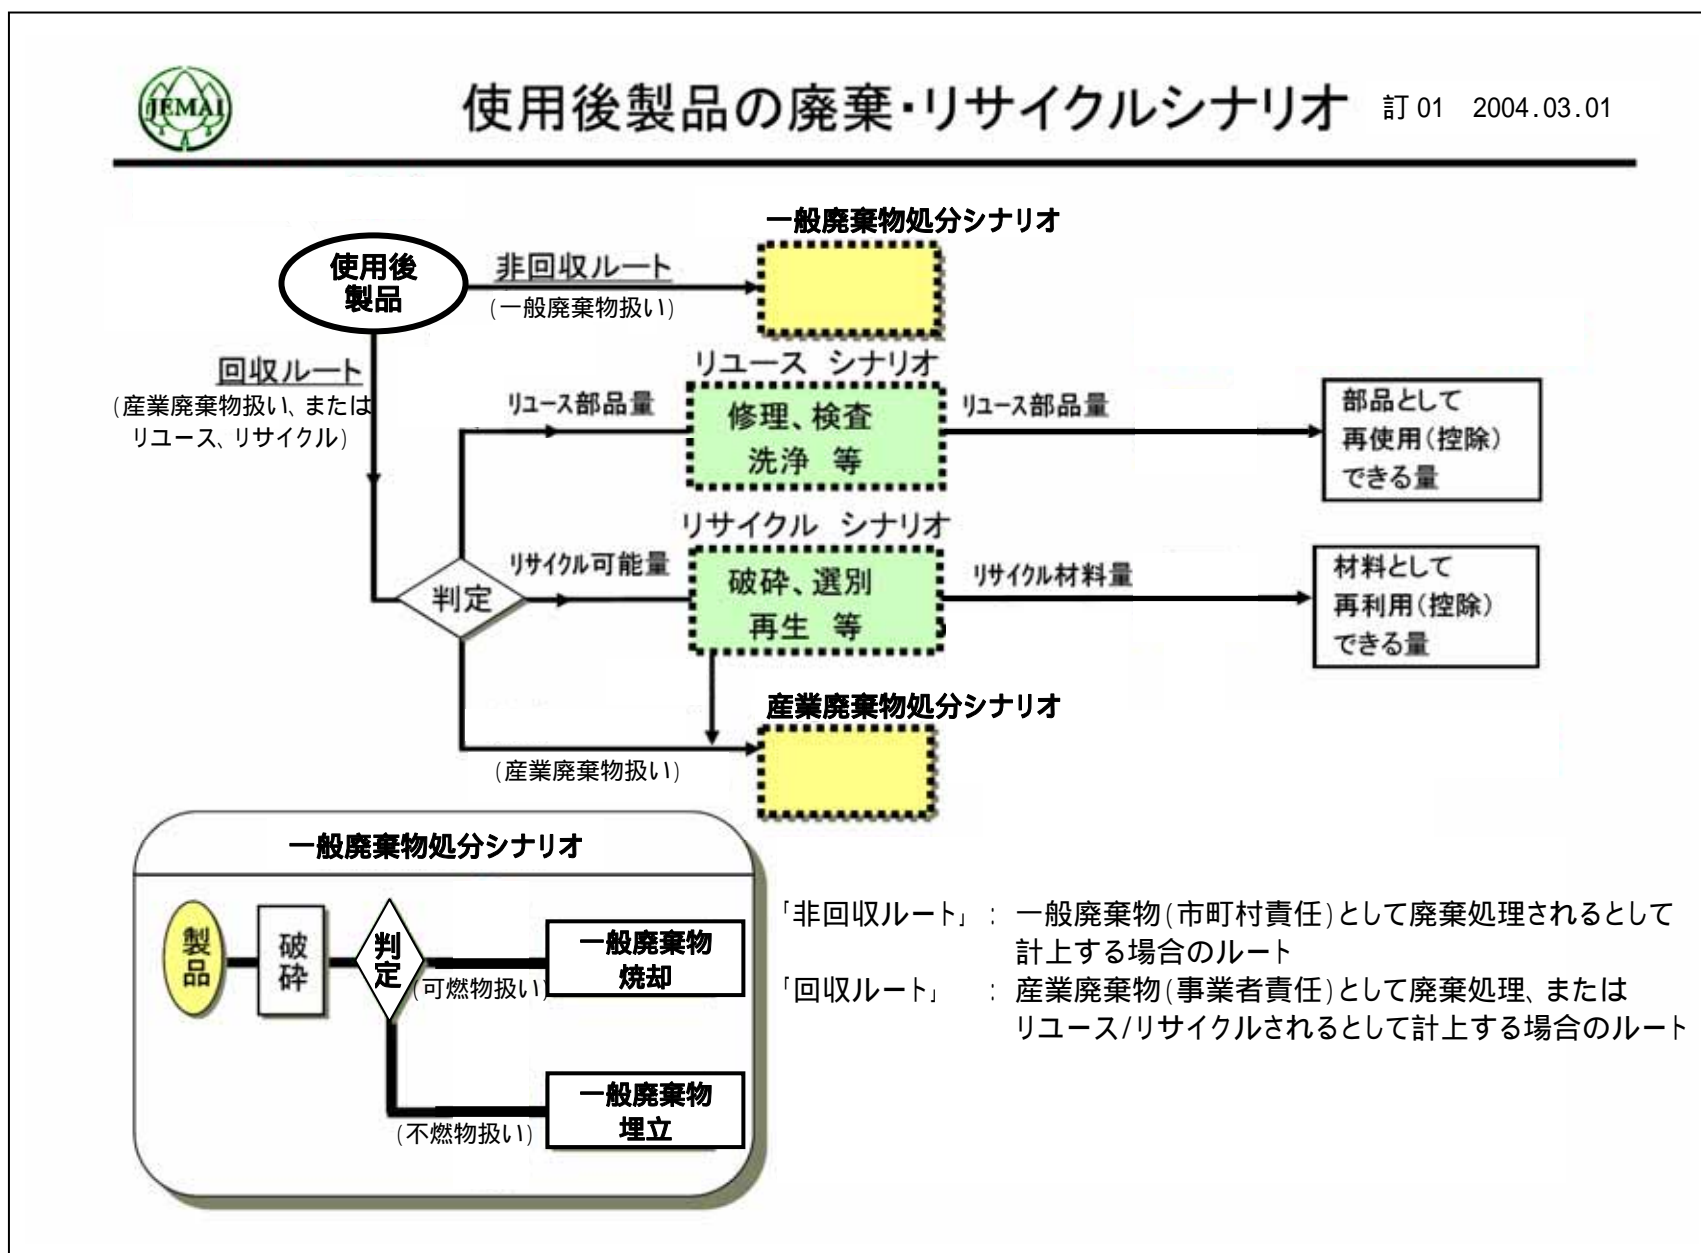 JEMAI
使用後製品の廃棄・リサイクルシナリオ 訂01 2004.03.01
一般廃棄物処分シナリオ
使用後
製品
非回収ルート
(一般廃棄物扱い)
回収ルート
(産業廃棄物扱い、または
リユース、リサイクル)
リユース シナリオ
リユース部品量
修理、検査
洗浄 等
リユース部品量
部品として
再使用(控除)
できる量
リサイクル シナリオ
判定
リサイクル可能量
破砕、選別
再生 等
リサイクル材料量
材料として
再利用(控除)
できる量
産業廃棄物処分シナリオ
(産業廃棄物扱い)
一般廃棄物処分シナリオ
製品
破砕
判定
(可燃物扱い)
一般廃棄物
焼却
(不燃物扱い)
一般廃棄物
埋立
「非回収ルート」: 一般廃棄物(市町村責任)として廃棄処理されるとして
計上する場合のルート
「回収ルート」 : 産業廃棄物(事業者責任)として廃棄処理、または
リユース/リサイクルされるとして計上する場合のルート